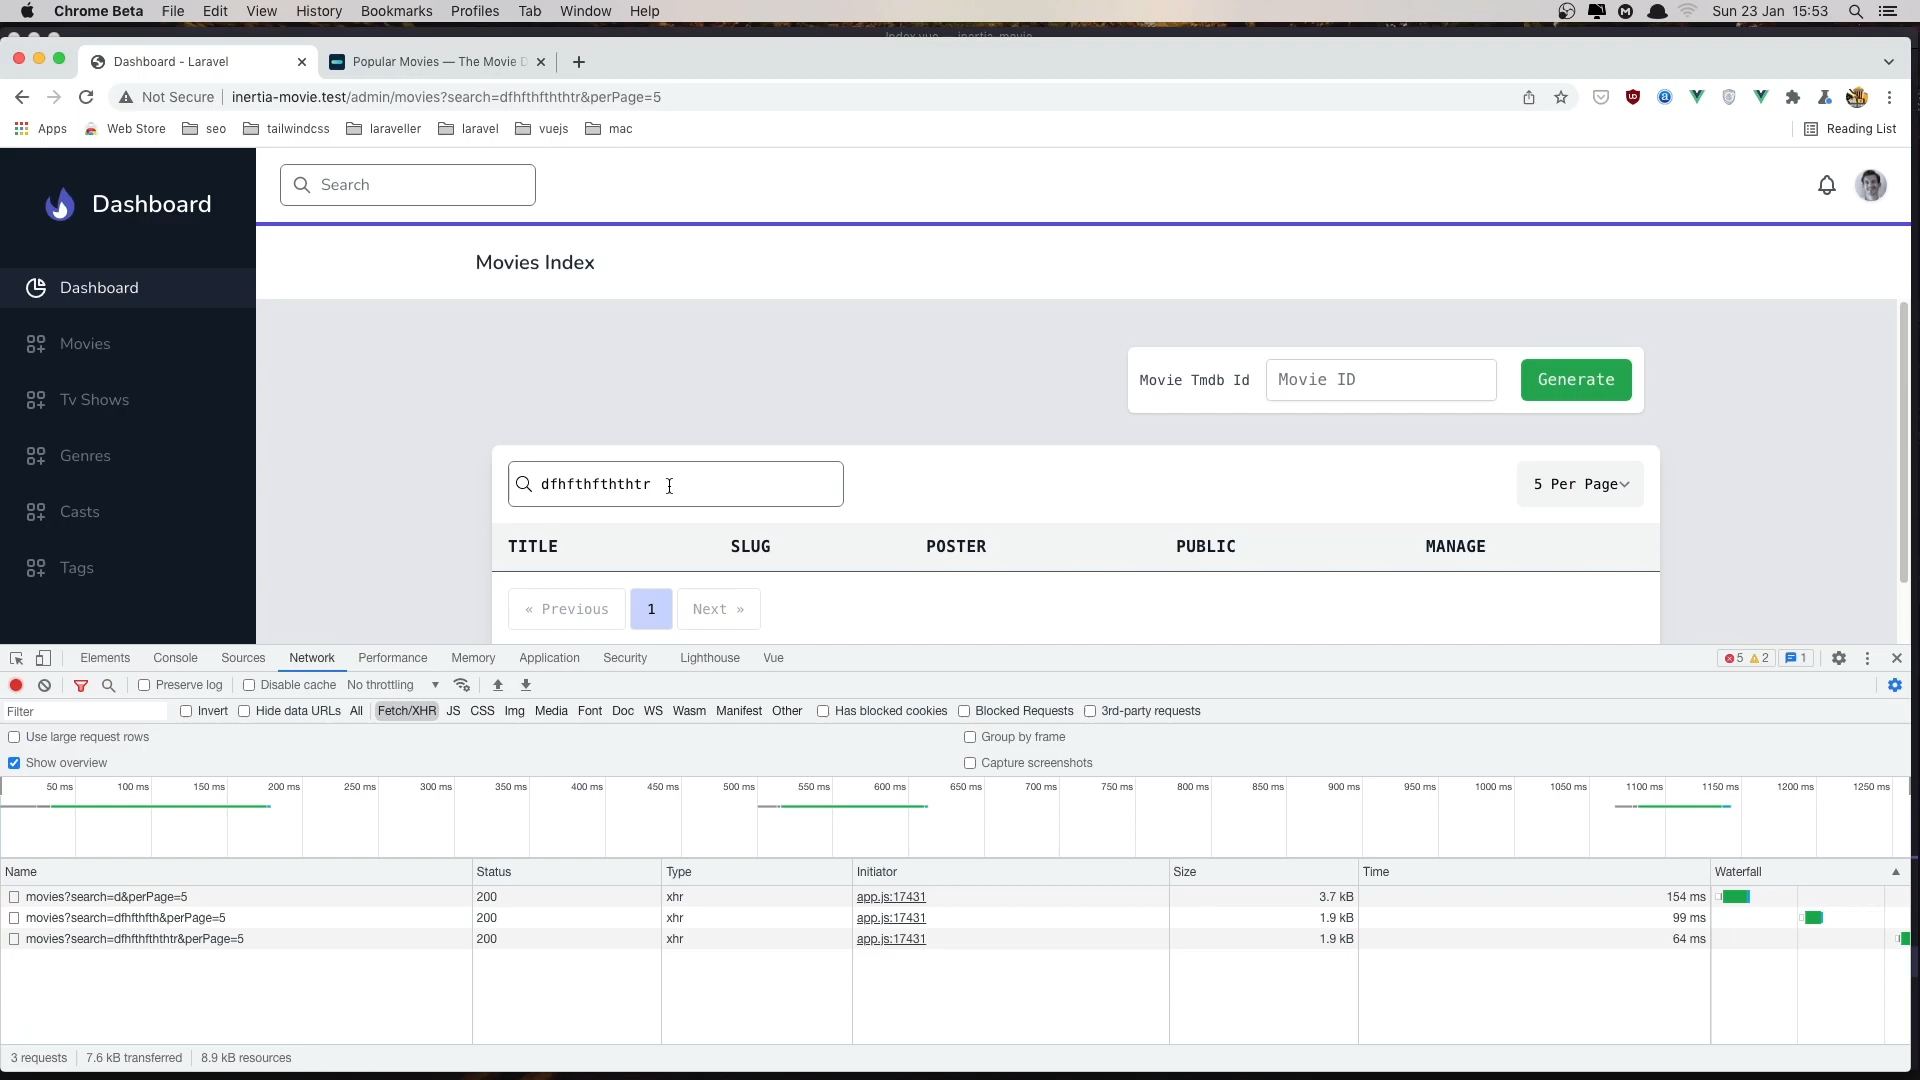 Chrome Beta File Edit View History Bookmarks Profiles Tab Window Help Sun 23 Jan 15:53
Index.vue — inertia-movie
Dashboard - Laravel Popular Movies — The Movie D
Not Secure inertia-movie.test/admin/movies?search=dfhfthfththtr&perPage=5
Apps Web Store seo tailwindcss laraveller laravel vuejs mac Reading List
Dashboard
Search
Movies Index
Dashboard
Movies
Tv Shows
Genres
Casts
Tags
Movie Tmdb Id Movie ID Generate
dfhfthfththtr 5 Per Page
TITLE SLUG POSTER PUBLIC MANAGE
« Previous 1 Next »
Elements Console Sources Network Performance Memory Application Security Lighthouse Vue 5 2 1
Preserve log Disable cache No throttling
Filter Invert Hide data URLs All Fetch/XHR JS CSS Img Media Font Doc WS Wasm Manifest Other Has blocked cookies Blocked Requests 3rd-party requests
Use large request rows Group by frame
Show overview Capture screenshots
50 ms 100 ms 150 ms 200 ms 250 ms 300 ms 350 ms 400 ms 450 ms 500 ms 550 ms 600 ms 650 ms 700 ms 750 ms 800 ms 850 ms 900 ms 950 ms 1000 ms 1050 ms 1100 ms 1150 ms 1200 ms 1250 ms
Name Status Type Initiator Size Time Waterfall
movies?search=d&perPage=5 200 xhr app.js:17431 3.7 kB 154 ms
movies?search=dfhfthfth&perPage=5 200 xhr app.js:17431 1.9 kB 99 ms
movies?search=dfhfthfththtr&perPage=5 200 xhr app.js:17431 1.9 kB 64 ms
3 requests 7.6 kB transferred 8.9 kB resources